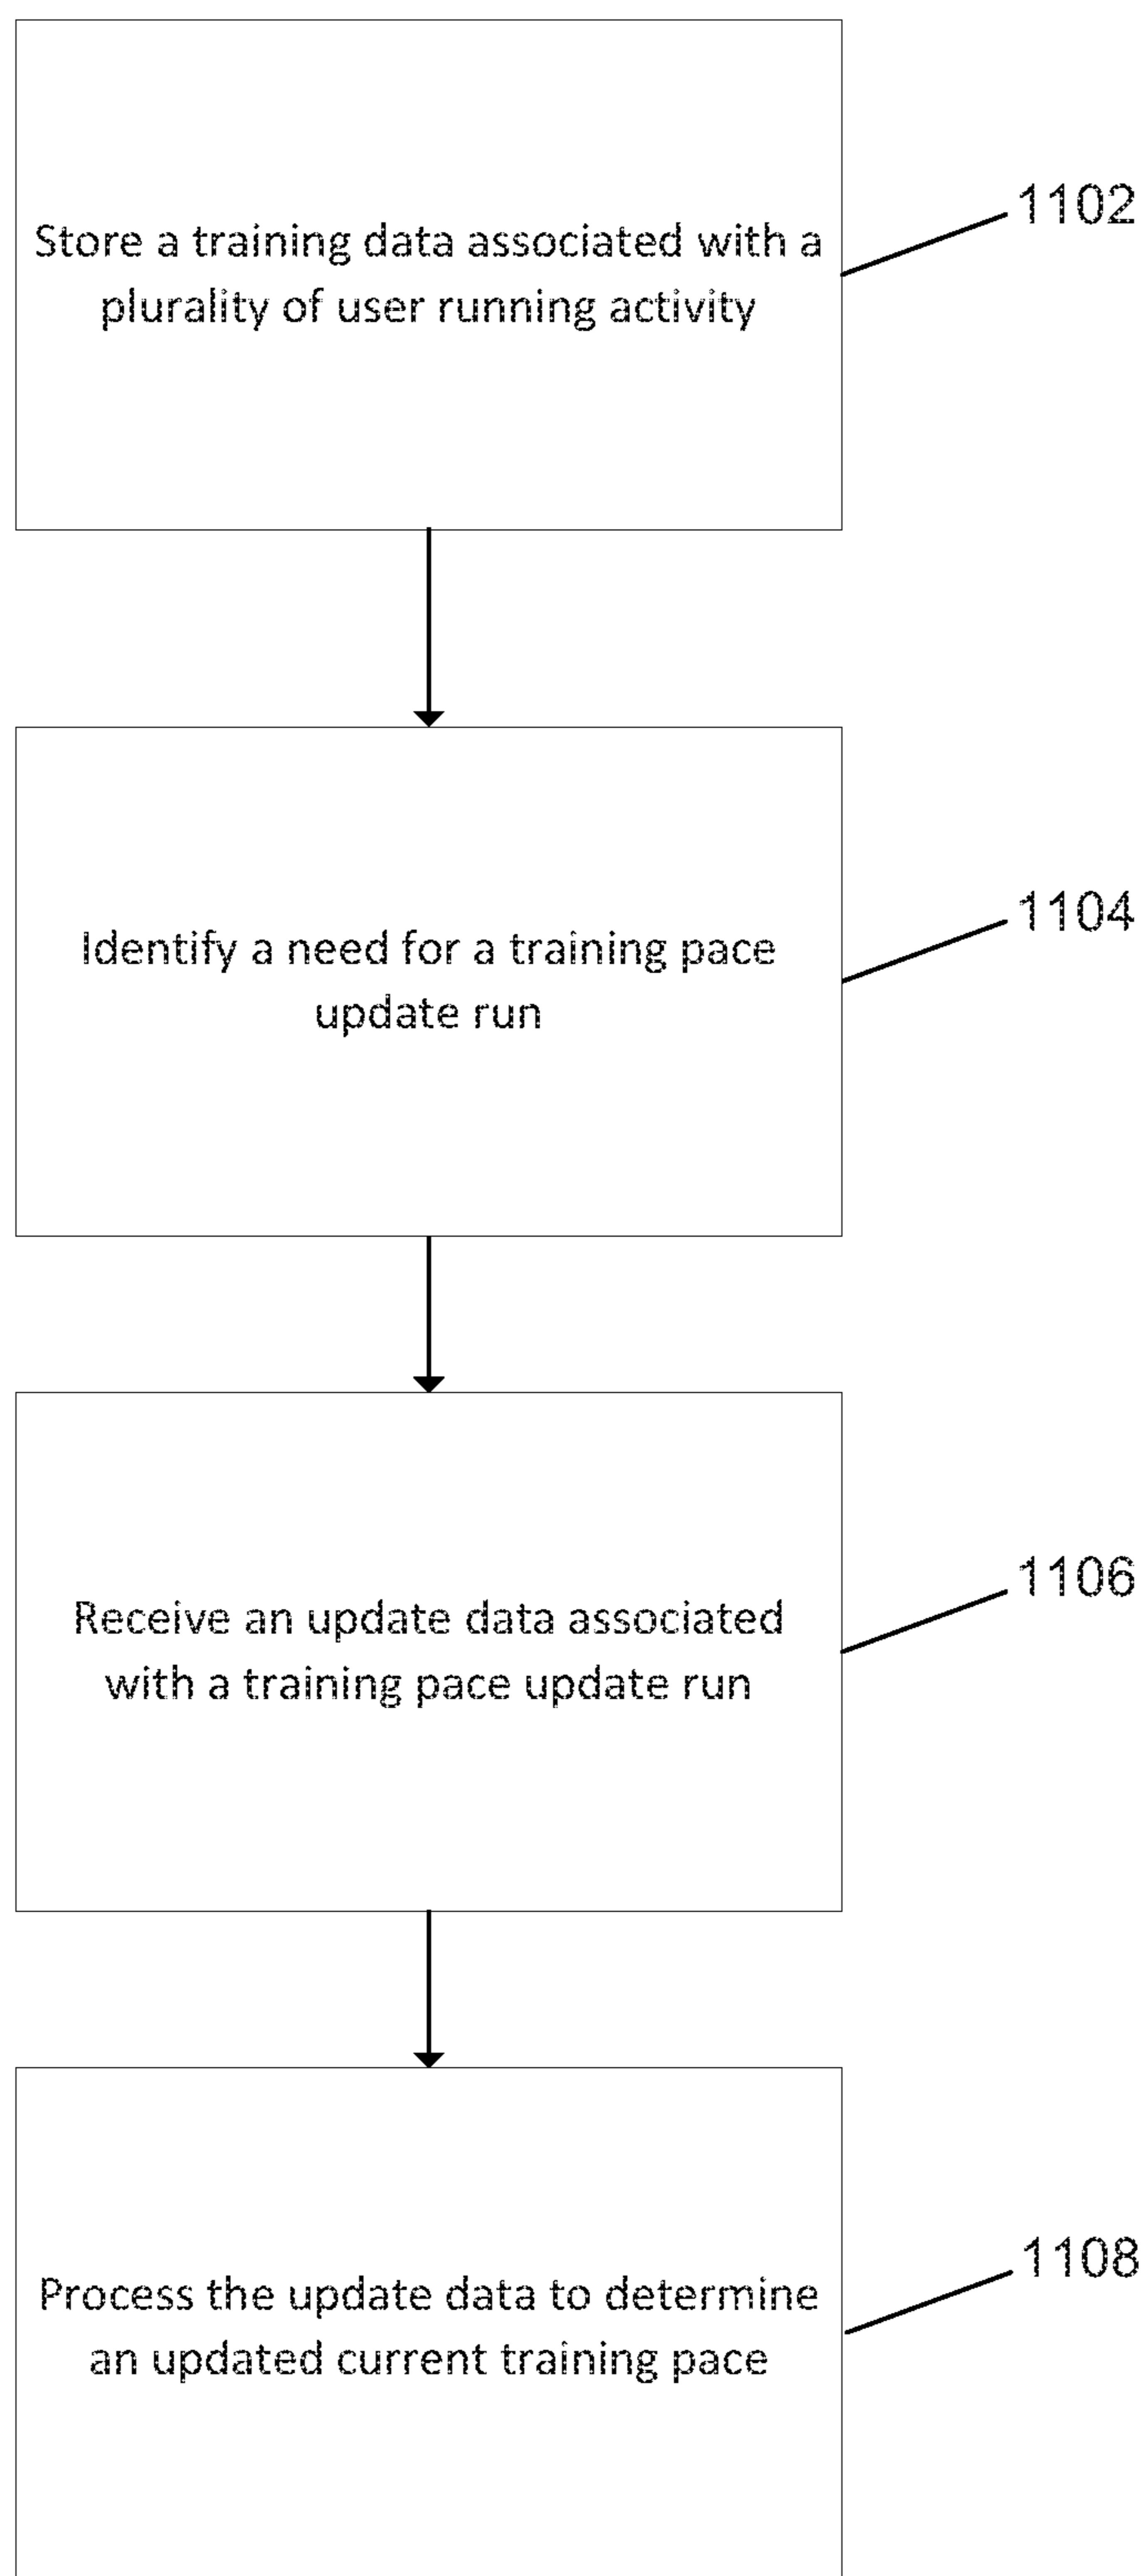 Store a training data associated with a
plurality of user running activity
1102
Identify a need for a training pace
update run
1104
Receive an update data associated
with a training pace update run
1106
Process the update data to determine
an updated current training pace
1108